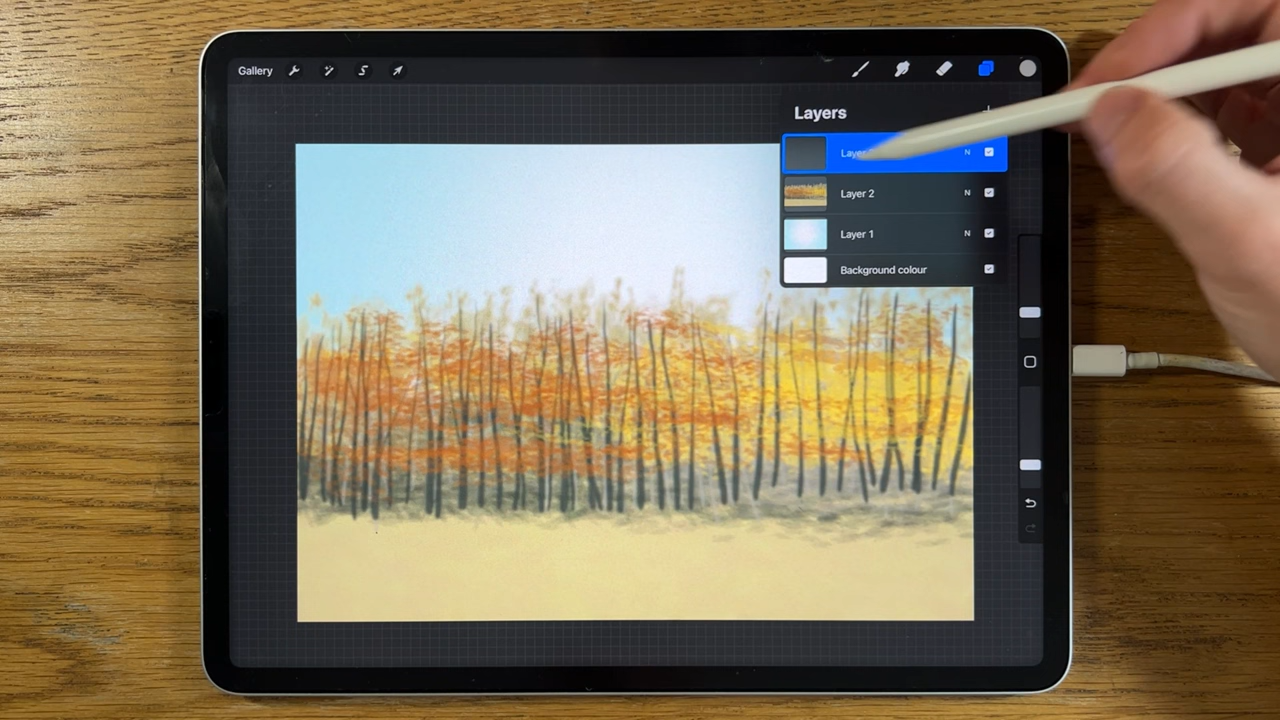 Gallery
Layers
N
Layer 2 N
Layer 1 N
Background colour